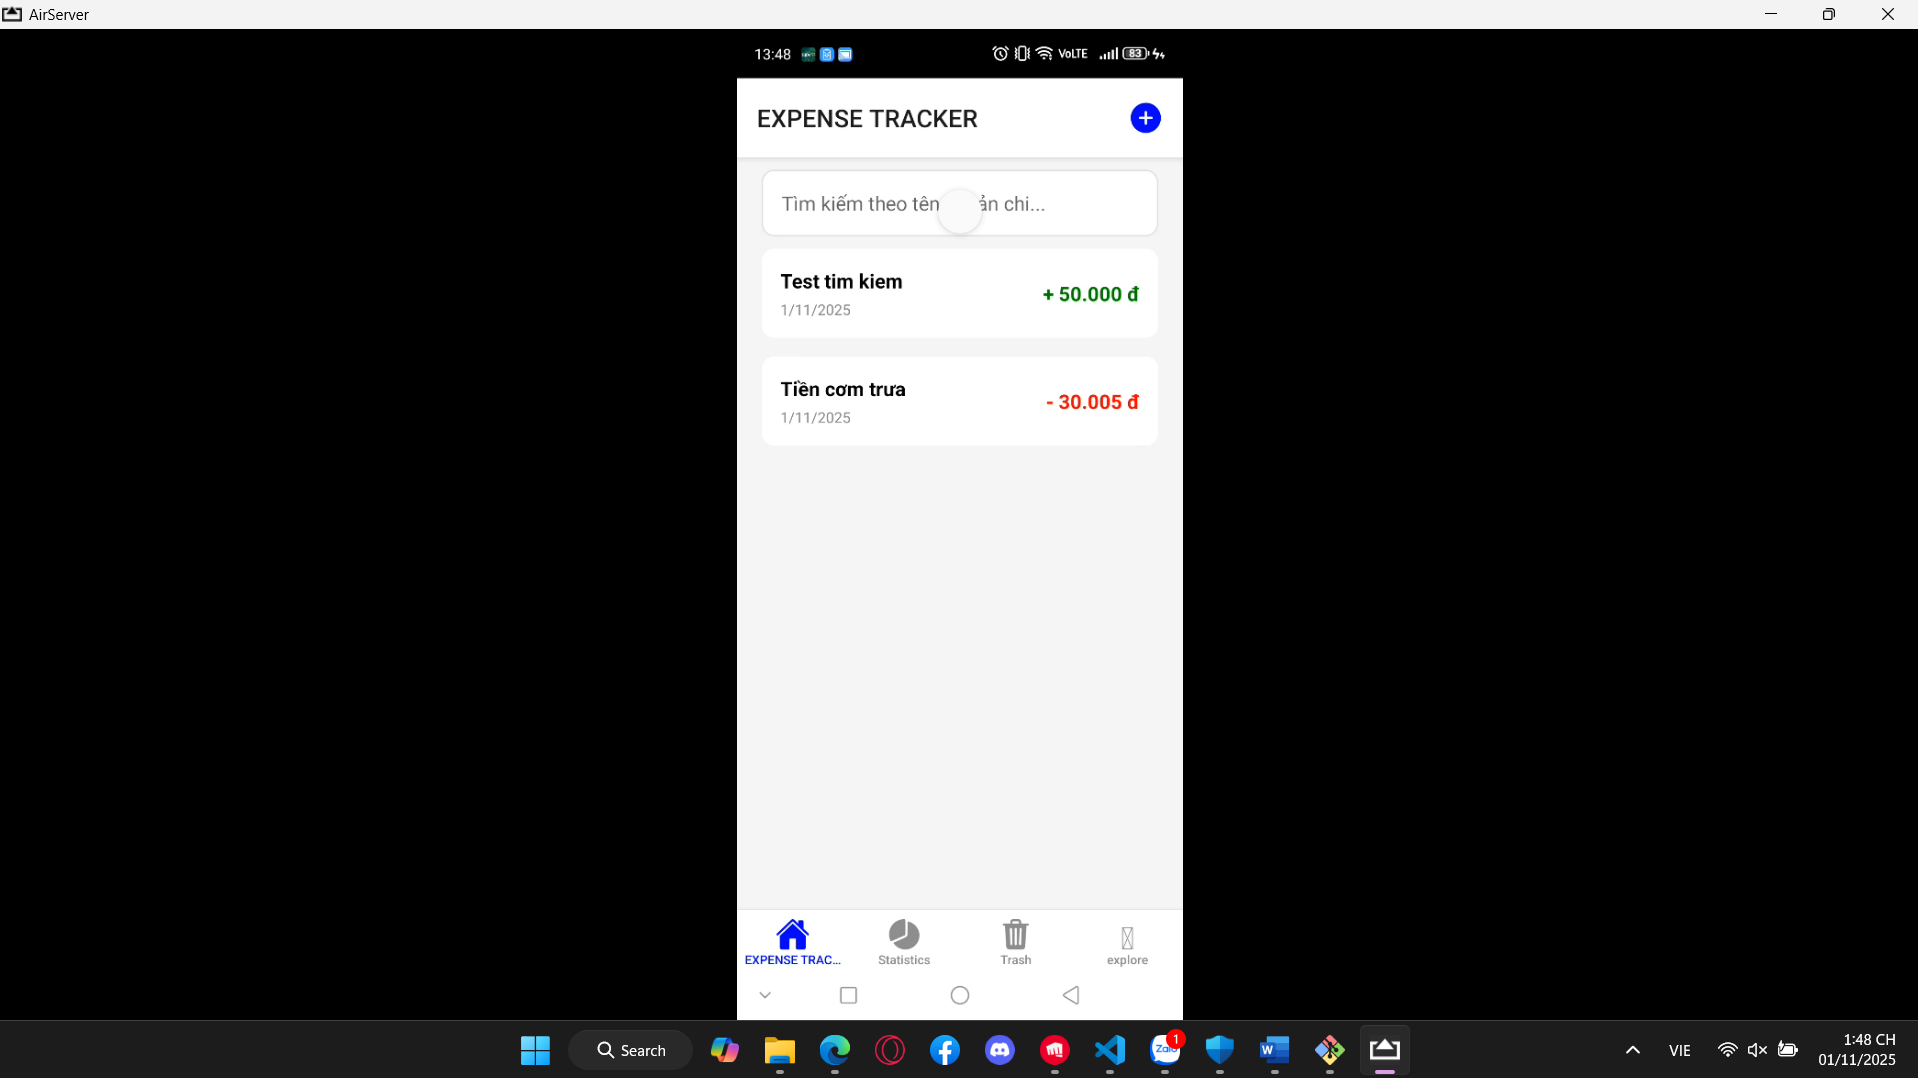 AirServer
13:48
VoLTE
83
EXPENSE TRACKER
Tìm kiếm theo tên ản chi...
Test tim kiem
1/11/2025
+ 50.000 đ
Tiền cơm trưa
1/11/2025
- 30.005 đ
EXPENSE TRAC...
Statistics
Trash
explore
Search
Zalo
1
VIE
1:48 CH
01/11/2025